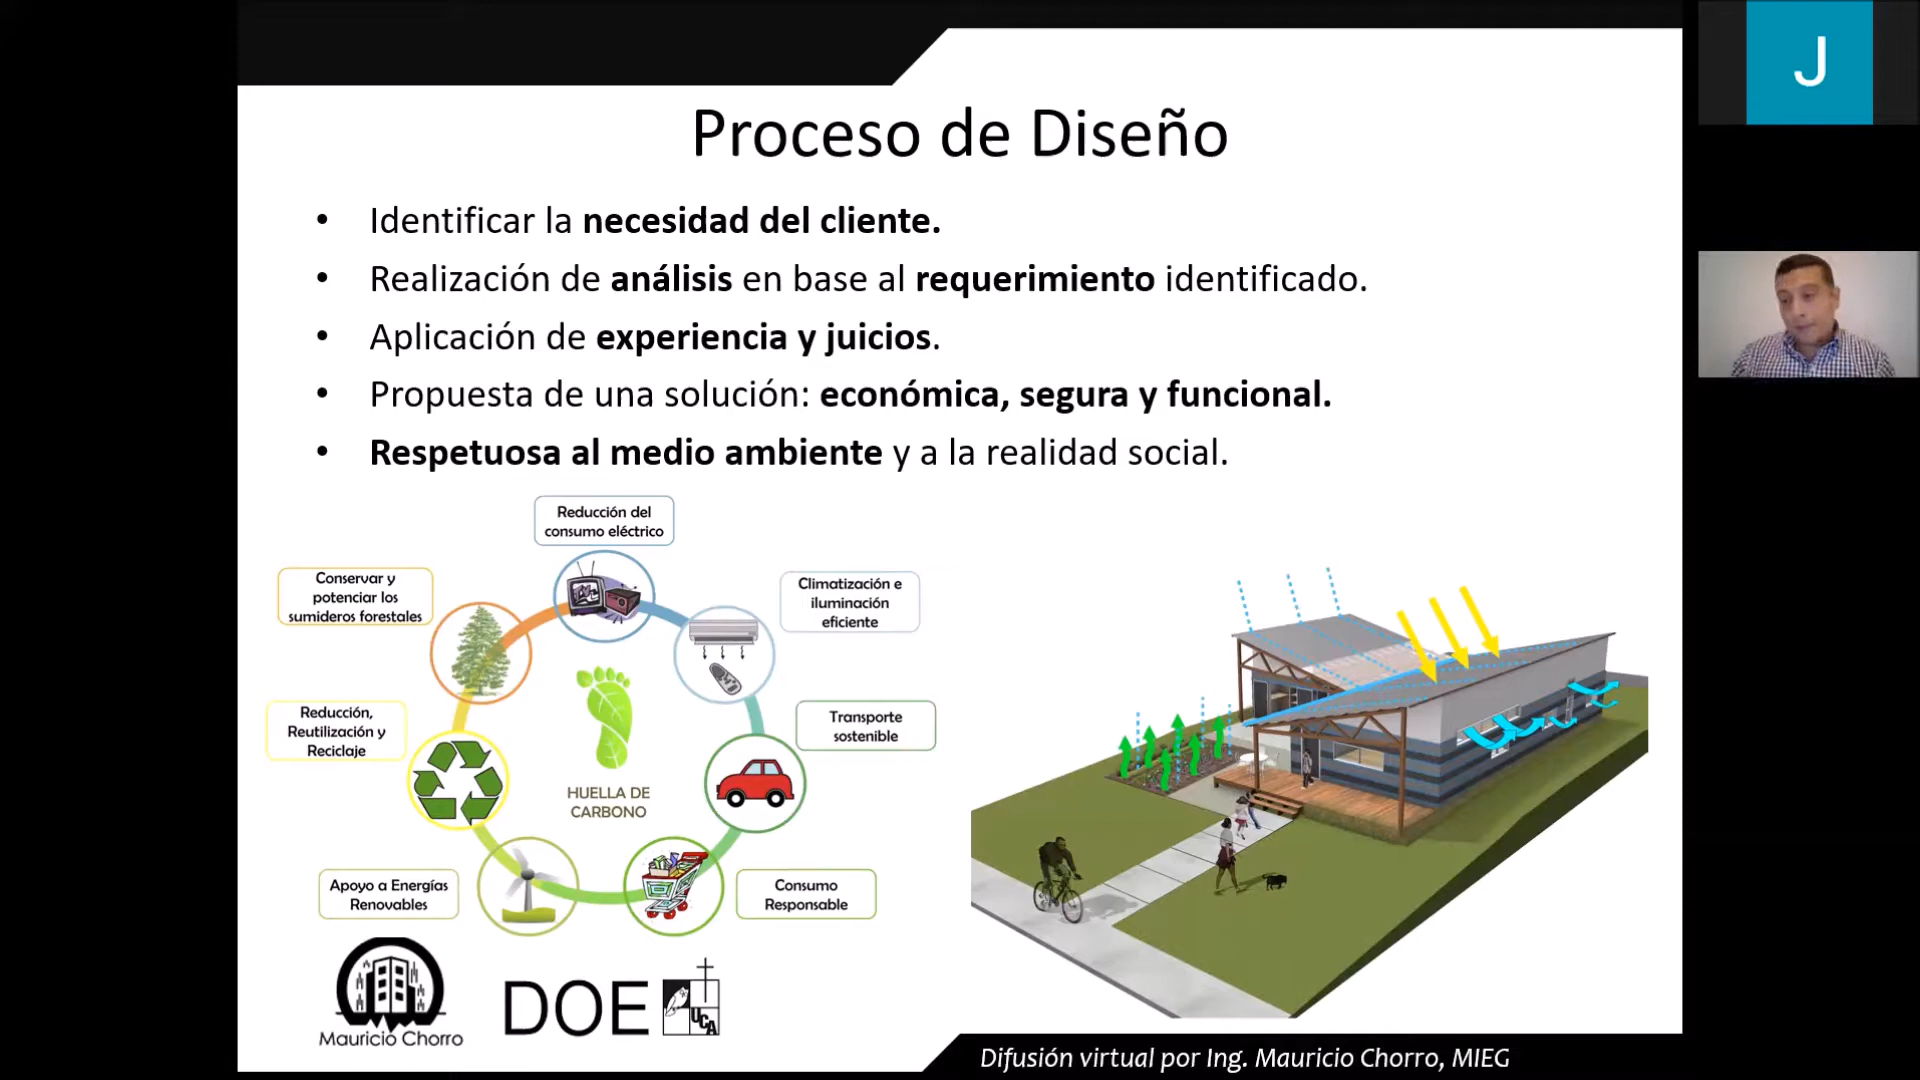 J
Proceso de Diseño
• Identificar la necesidad del cliente.
• Realización de análisis en base al requerimiento identificado.
• Aplicación de experiencia y juicios.
• Propuesta de una solución: económica, segura y funcional.
• Respetuosa al medio ambiente y a la realidad social.
Reducción del
consumo eléctrico
Conservar y
potenciar los
sumideros forestales
Climatización e
iluminación
eficiente
Reducción,
Reutilización y
Reciclaje
Transporte
sostenible
HUELLA DE
CARBONO
Apoyo a Energías
Renovables
Consumo
Responsable
Mauricio Chorro
DOE
UCA
Difusión virtual por Ing. Mauricio Chorro, MIEG